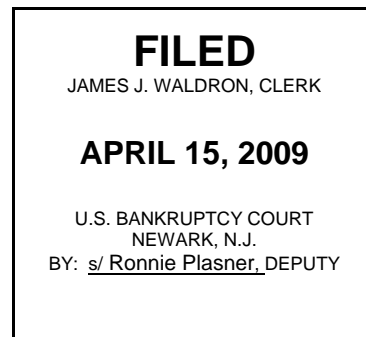 FILED
JAMES J. WALDRON, CLERK
APRIL 15, 2009
U.S. BANKRUPTCY COURT
NEWARK, N.J.
BY: s/ Ronnie Plasner, DEPUTY